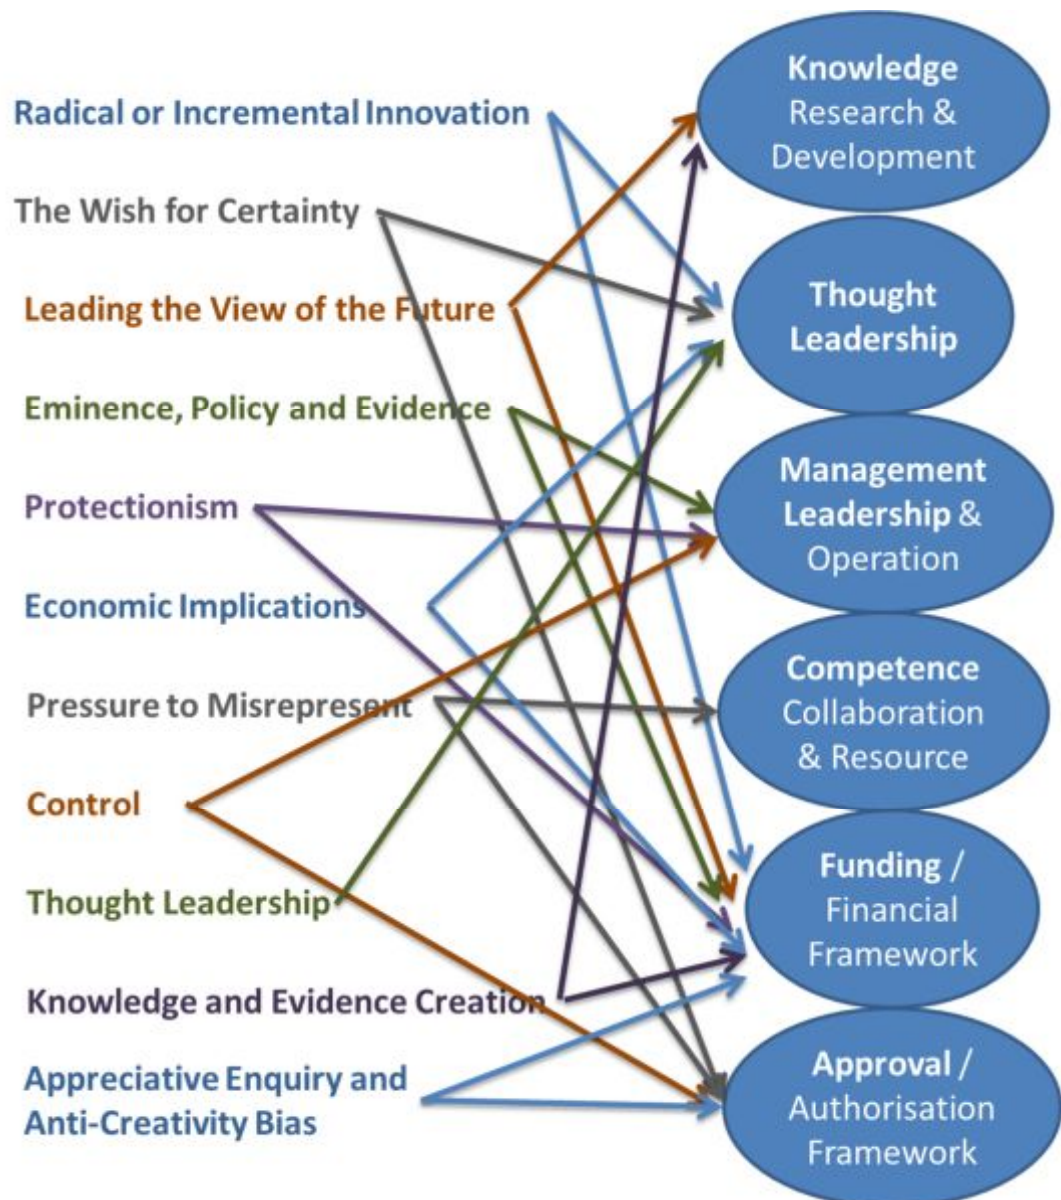 Radical or Incremental Innovation
The Wish for Certainty
Leading the View of the Future
Eminence, Policy and Evidence
Protectionism
Economic Implications
Pressure to Misrepresent
Control
Thought Leadership
Knowledge and Evidence Creation
Appreciative Enquiry and
Anti-Creativity Bias
Knowledge
Research &
Development
Thought
Leadership
Management
Leadership &
Operation
Competence
Collaboration
& Resource
Funding /
Financial
Framework
Approval /
Authorisation
Framework